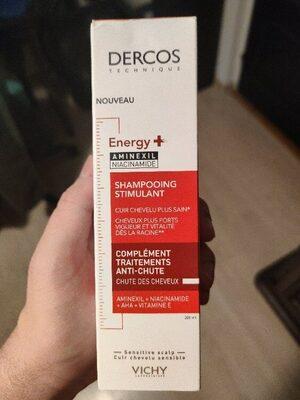 DERCOS
TECHNIQUE
NOUVEAU
Energy +
AMINEXIL
NIACINAMIDE
SHAMPOOING
STIMULANT
CUIR CHEVELU PLUS SAIN*
CHEVEUX PLUS FORTS
VIGUEUR ET VITALITÉ
DÈS LA RACINE**
COMPLÉMENT
TRAITEMENTS
ANTI-CHUTE
CHUTE DES CHEVEUX
AMINEXIL + NIACINAMIDE
+ AHA + VITAMINE E
Sensitive scalp
Cuir chevelu sensible
VICHY
LABORATOIRES